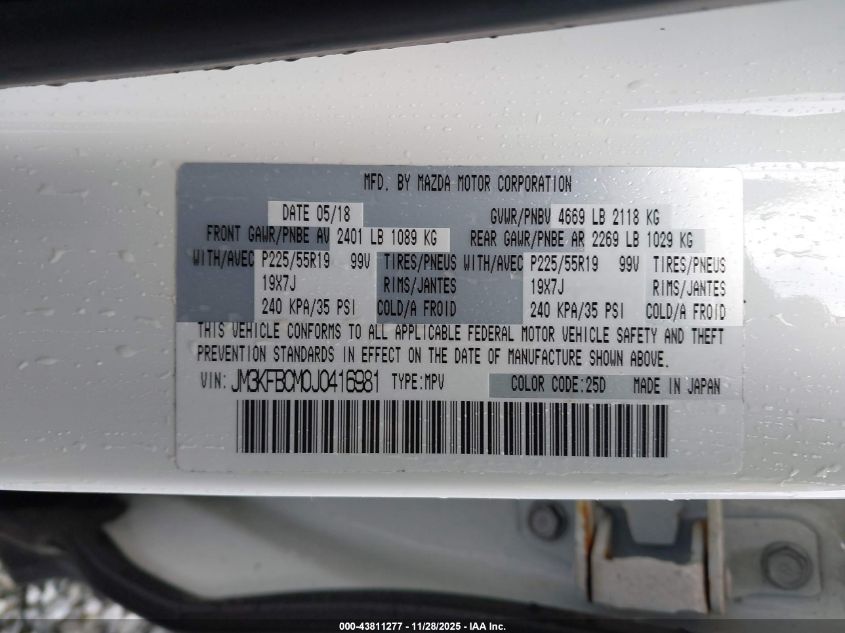 MFD. BY MAZDA MOTOR CORPORATION
DATE 05/18 GVWR/PNBV 4669 LB 2118 KG
FRONT GAWR/PNBE AV 2401 LB 1089 KG REAR GAWR/PNBE AR 2269 LB 1029 KG
WITH/AVEC P225/55R19 99V TIRES/PNEUS WITH/AVEC P225/55R19 99V TIRES/PNEUS
19X7J RIMS/JANTES 19X7J RIMS/JANTES
240 KPA/35 PSI COLD/A FROID 240 KPA/35 PSI COLD/A FROID
THIS VEHICLE CONFORMS TO ALL APPLICABLE FEDERAL MOTOR VEHICLE SAFETY AND THEFT
PREVENTION STANDARDS IN EFFECT ON THE DATE OF MANUFACTURE SHOWN ABOVE.
VIN: JM3KFBCM0J0416981 TYPE:MPV COLOR CODE:25D MADE IN JAPAN
000-43811277 - 11/28/2025 - IAA Inc.